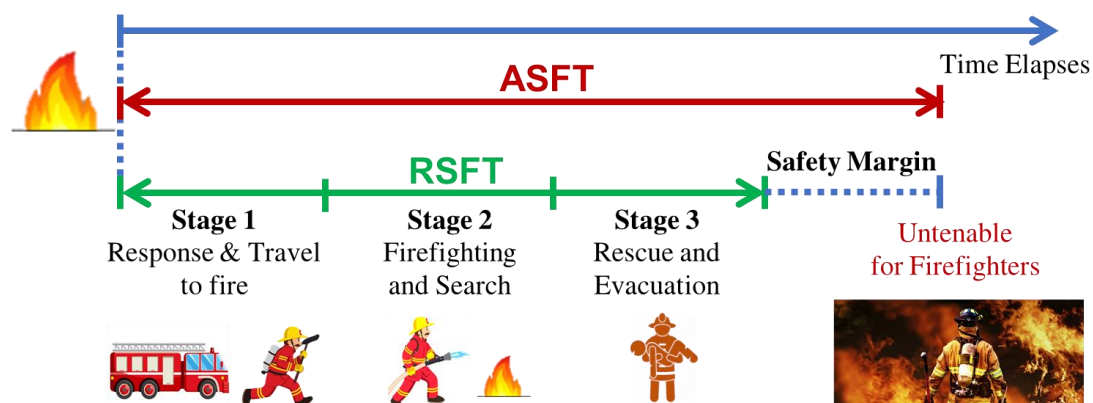 Time Elapses
ASFT
RSFT
Safety Margin
Stage 1
Response & Travel
to fire
Stage 2
Firefighting
and Search
Stage 3
Rescue and
Evacuation
Untenable
for Firefighters